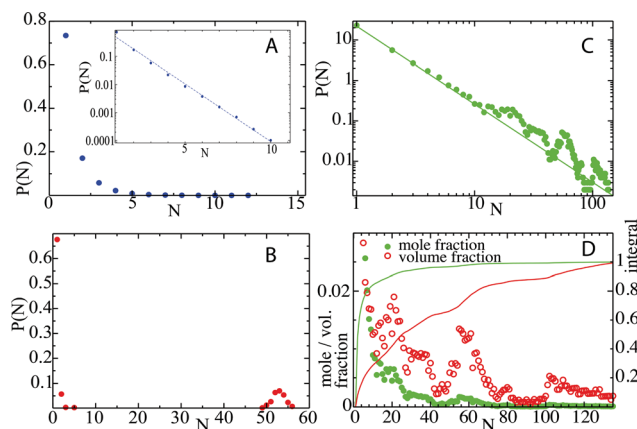 0.8
0.6
0.4
0.2
0
P(N)
0 5 10 15
N
A
0.1
0.01
0.001
0.0001
P(N)
5 10
N
C
10
1
0.1
0.01
P(N)
1 10 100
N
B
0.6
0.5
0.4
0.3
0.2
0.1
P(N)
0 10 20 30 40 50 60
N
D
mole fraction
volume fraction
0.02
0
mole / vol.
fraction
0 20 40 60 80 100 120
N
1
0.8
0.6
0.4
0.2
integral